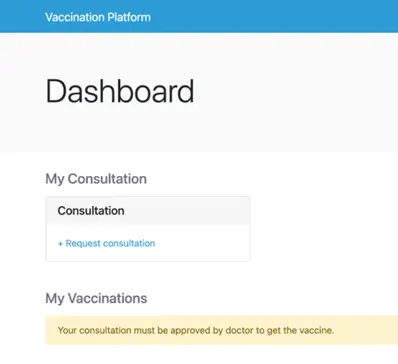 Vaccination Platform
Dashboard
My Consultation
Consultation
+ Request consultation
My Vaccinations
Your consultation must be approved by doctor to get the vaccine.